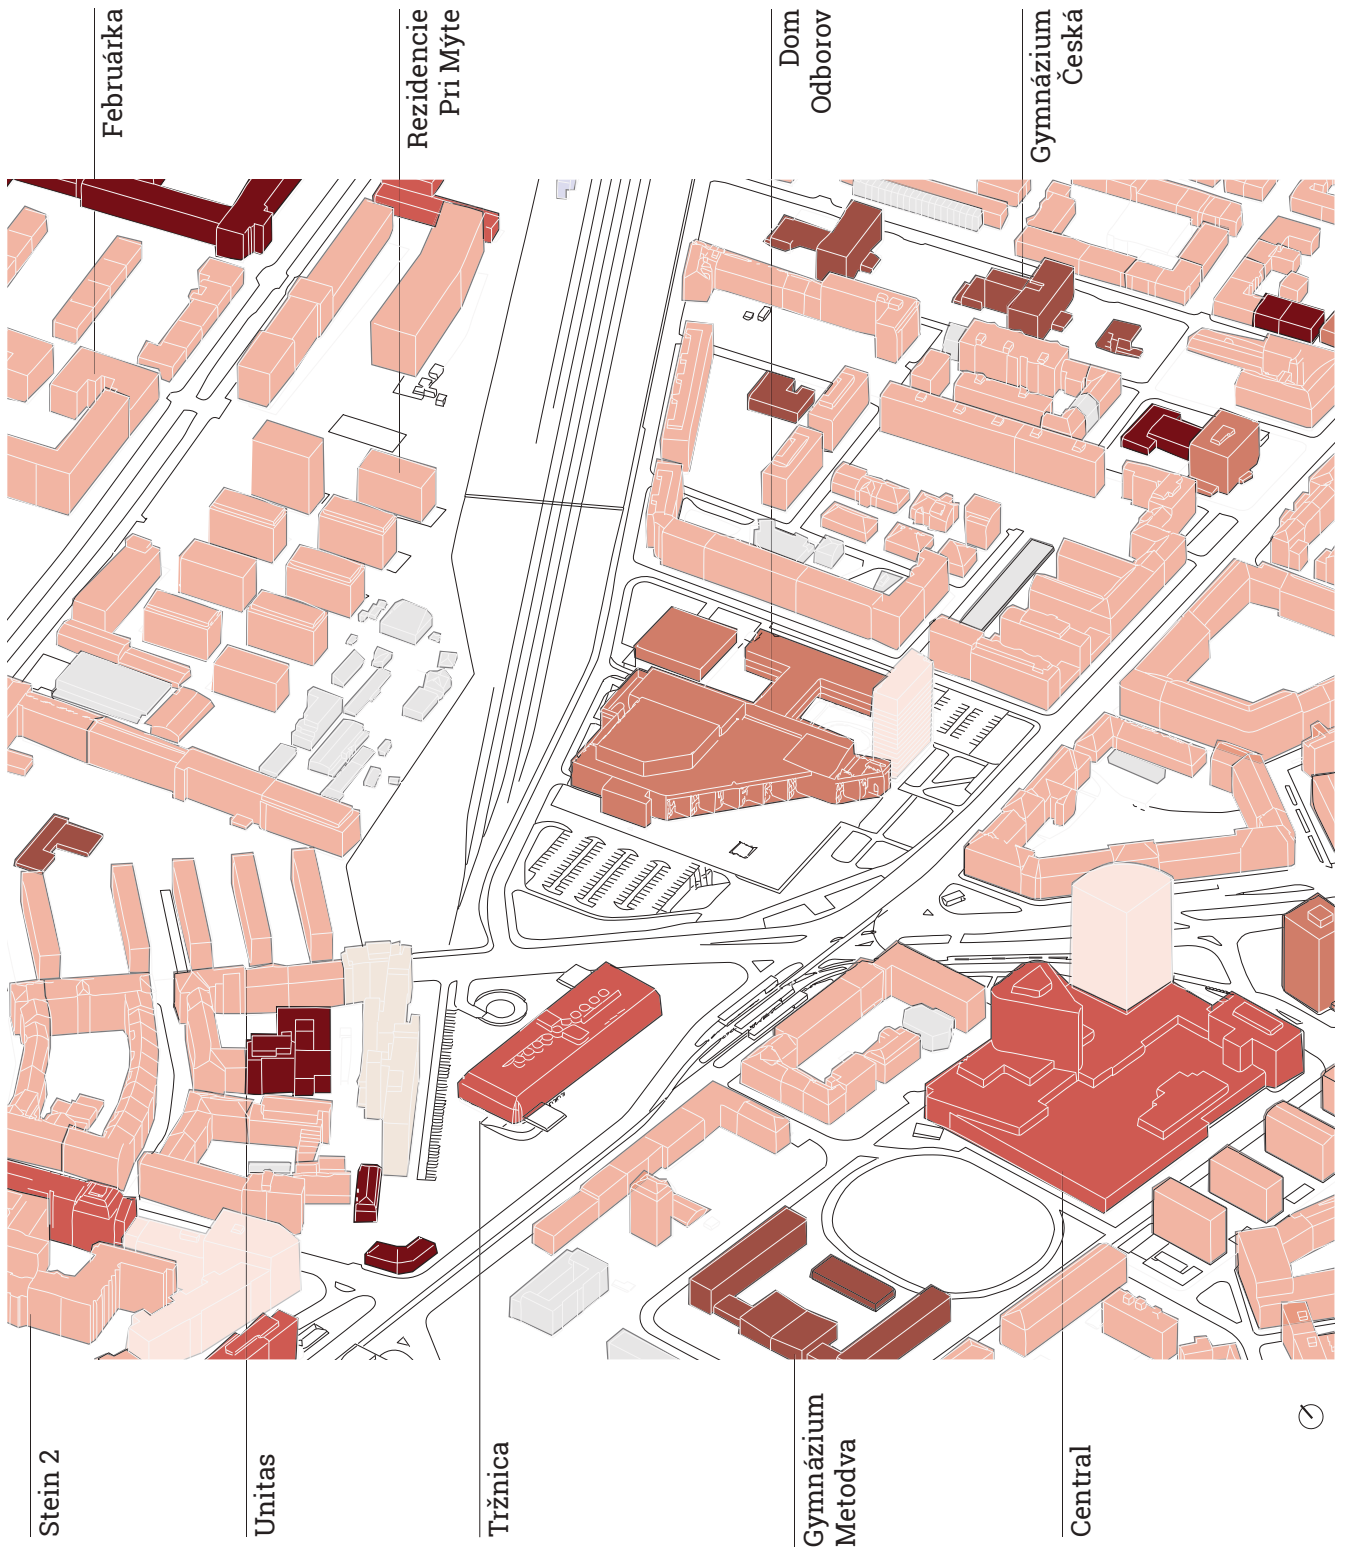 Februárka
Rezidencie
Pri Mýte
Dom
Odborov
Gymnázium
Česká
Stein 2
Unitas
Tržnica
Gymnázium
Metodva
Central